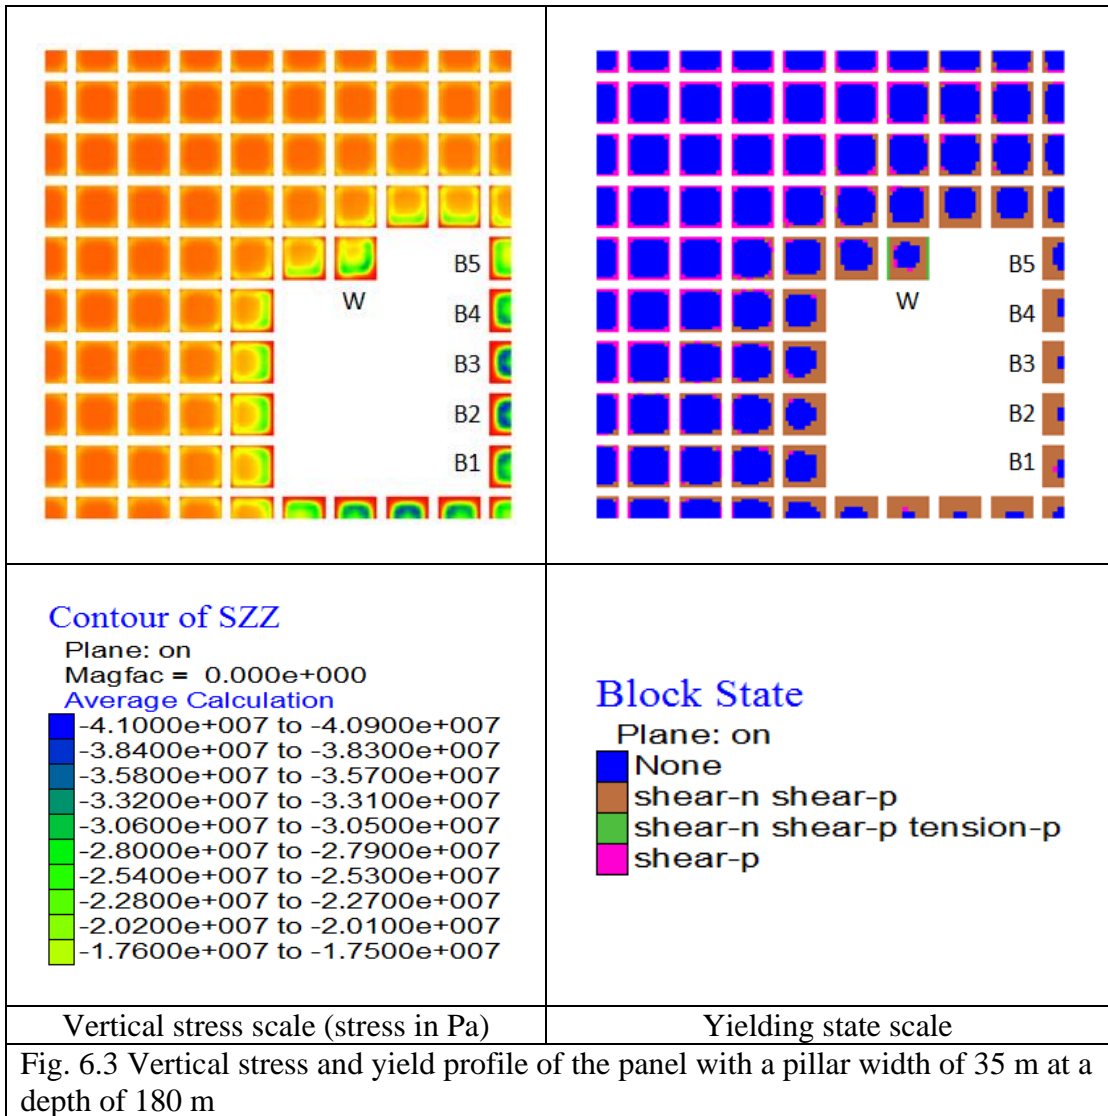 B5
W
B4
B3
B2
B1
B5
W
B4
B3
B2
B1
Contour of SZZ
Plane: on
Magfac = 0.000e+000
Average Calculation
-4.1000e+007 to -4.0900e+007
-3.8400e+007 to -3.8300e+007
-3.5800e+007 to -3.5700e+007
-3.3200e+007 to -3.3100e+007
-3.0600e+007 to -3.0500e+007
-2.8000e+007 to -2.7900e+007
-2.5400e+007 to -2.5300e+007
-2.2800e+007 to -2.2700e+007
-2.0200e+007 to -2.0100e+007
-1.7600e+007 to -1.7500e+007
Block State
Plane: on
None
shear-n shear-p
shear-n shear-p tension-p
shear-p
Vertical stress scale (stress in Pa)
Yielding state scale
Fig. 6.3 Vertical stress and yield profile of the panel with a pillar width of 35 m at a
depth of 180 m